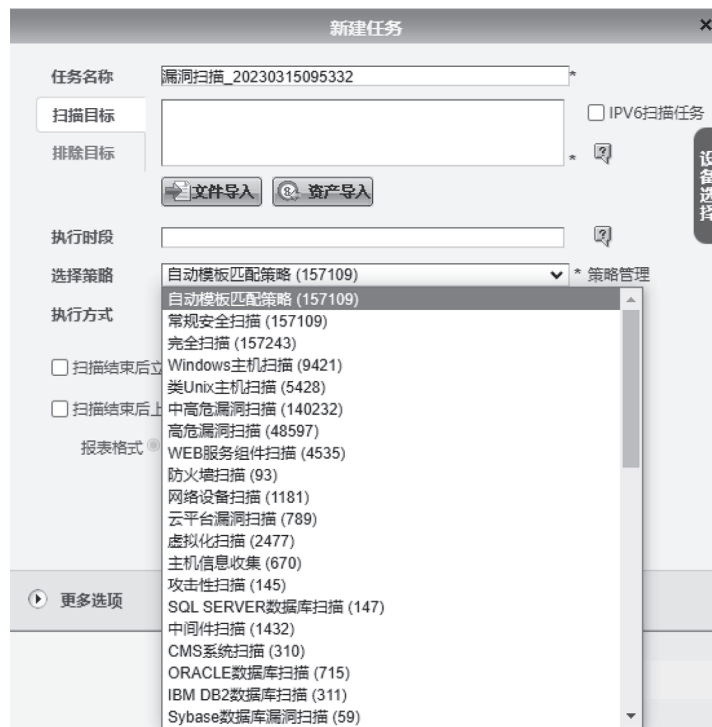 新建任务
任务名称 漏洞扫描_20230315095332 *
扫描目标 IPV6扫描任务
排除目标 *
设备选择
文件导入 资产导入
执行时段
选择策略 自动模板匹配策略 (157109) * 策略管理
自动模板匹配策略 (157109)
执行方式
常规安全扫描 (157109)
完全扫描 (157243)
扫描结束后立
Windows主机扫描 (9421)
类Unix主机扫描 (5428)
扫描结束后上
中高危漏洞扫描 (140232)
高危漏洞扫描 (48597)
报表格式
WEB服务组件扫描 (4535)
防火墙扫描 (93)
网络设备扫描 (1181)
云平台漏洞扫描 (789)
虚拟化扫描 (2477)
主机信息收集 (670)
攻击性扫描 (145)
更多选项
SQL SERVER数据库扫描 (147)
中间件扫描 (1432)
CMS系统扫描 (310)
ORACLE数据库扫描 (715)
IBM DB2数据库扫描 (311)
Sybase数据库漏洞扫描 (59)